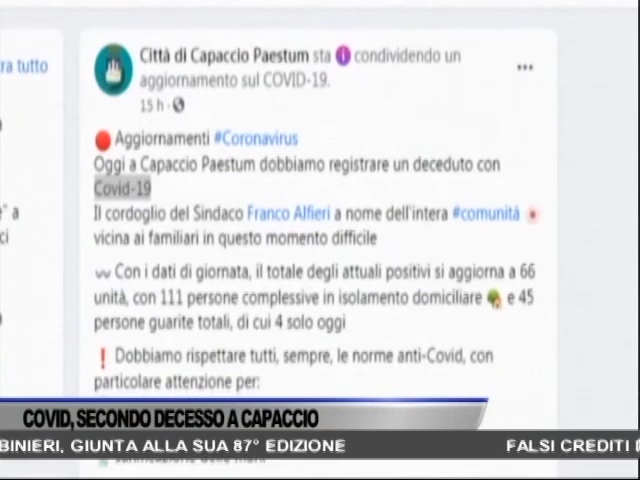 Città di Capaccio Paestum sta condividendo un
aggiornamento sul COVID-19.
15 h
ra tutto
Aggiornamenti #Coronavirus
Oggi a Capaccio Paestum dobbiamo registrare un deceduto con
Covid-19
Il cordoglio del Sindaco Franco Alfieri a nome dell'intera #comunità
" a
vicina ai familiari in questo momento difficile
ci
Con i dati di giornata, il totale degli attuali positivi si aggiorna a 66
unità, con 111 persone complessive in isolamento domiciliare e 45
persone guarite totali, di cui 4 solo oggi
Dobbiamo rispettare tutti, sempre, le norme anti-Covid, con
particolare attenzione per:
COVID, SECONDO DECESSO A CAPACCIO
BINIERI, GIUNTA ALLA SUA 87° EDIZIONE
FALSI CREDITI